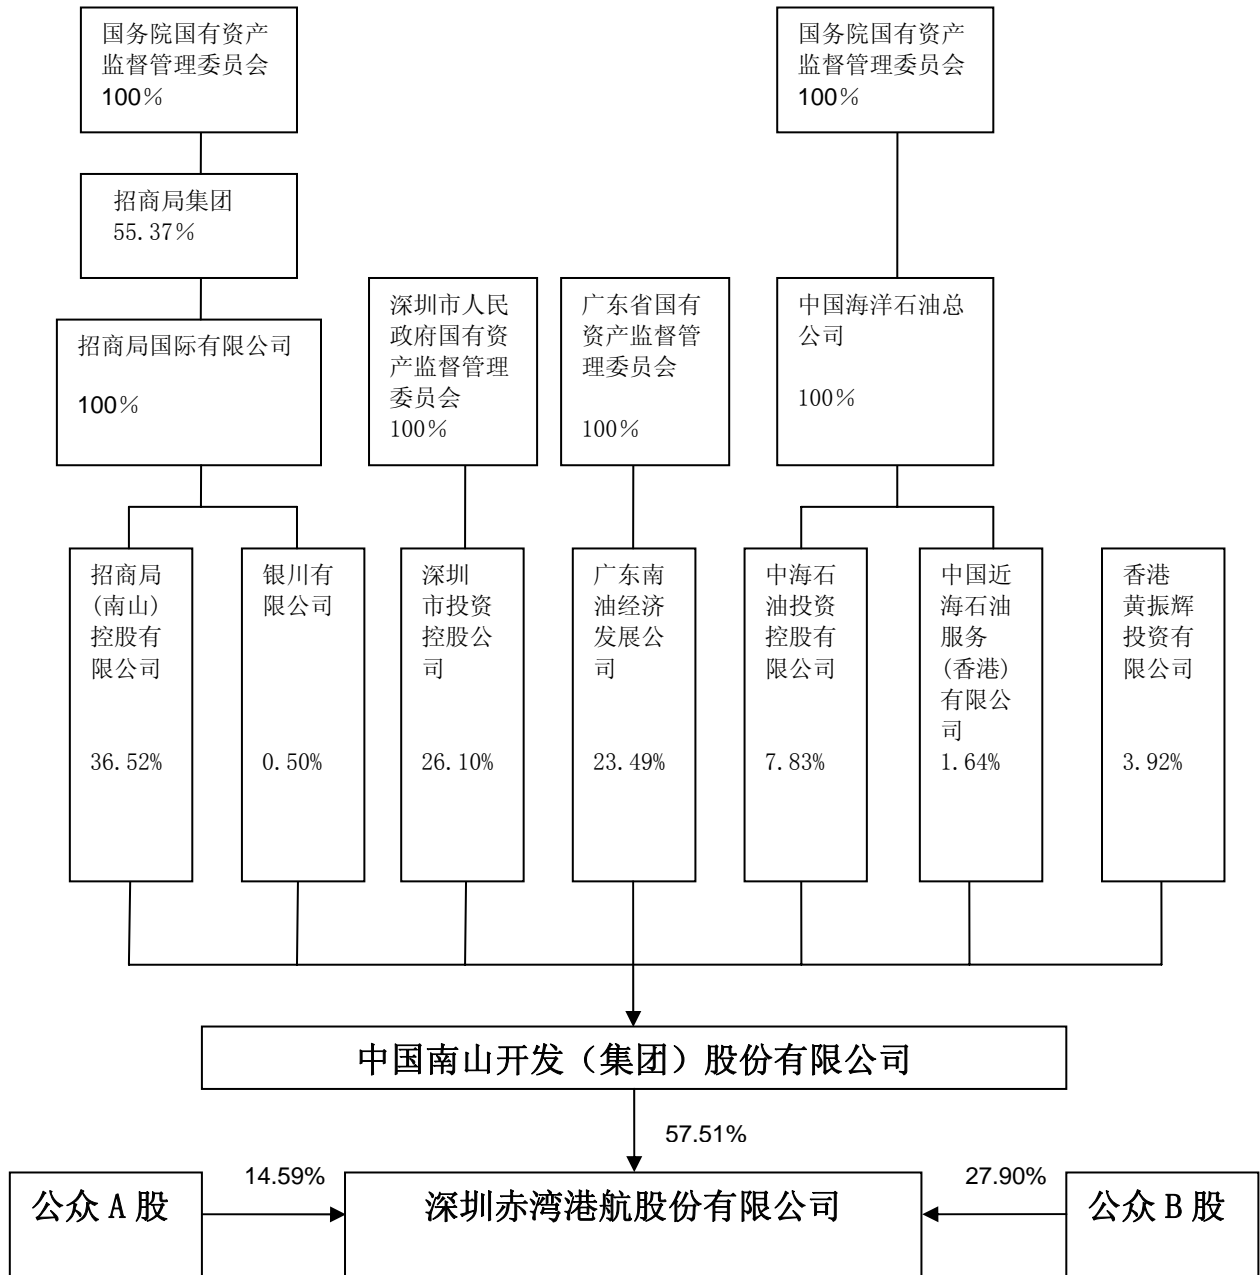 国务院国有资产
监督管理委员会
100％
国务院国有资产
监督管理委员会
100％
招商局集团
55.37％
招商局国际有限公司
100％
深圳市人民
政府国有资
产监督管理
委员会
100％
广东省国有
资产监督管
理委员会
100％
中国海洋石油总
公司
100％
招商局
(南山)
控股有
限公司
36.52%
银川有
限公司
0.50%
深圳
市投资
控股公
司
26.10%
广东南
油经济
发展公
司
23.49%
中海石
油投资
控股有
限公司
7.83%
中国近
海石油
服务
(香港)
有限公
司
1.64%
香港
黄振辉
投资有
限公司
3.92%
中国南山开发（集团）股份有限公司
57.51%
公众 A 股
14.59%
深圳赤湾港航股份有限公司
27.90%
公众 B 股